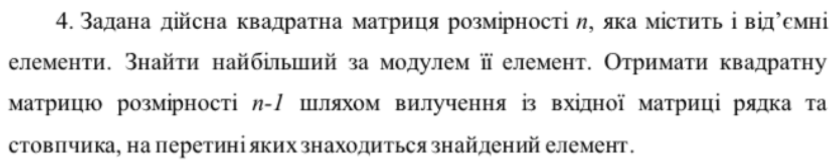 4. Задана дійсна квадратна матриця розмірності n, яка містить і від’ємні
елементи. Знайти найбільший за модулем її елемент. Отримати квадратну
матрицю розмірності n-1 шляхом вилучення із вхідної матриці рядка та
стовпчика, на перетині яких знаходиться знайдений елемент.